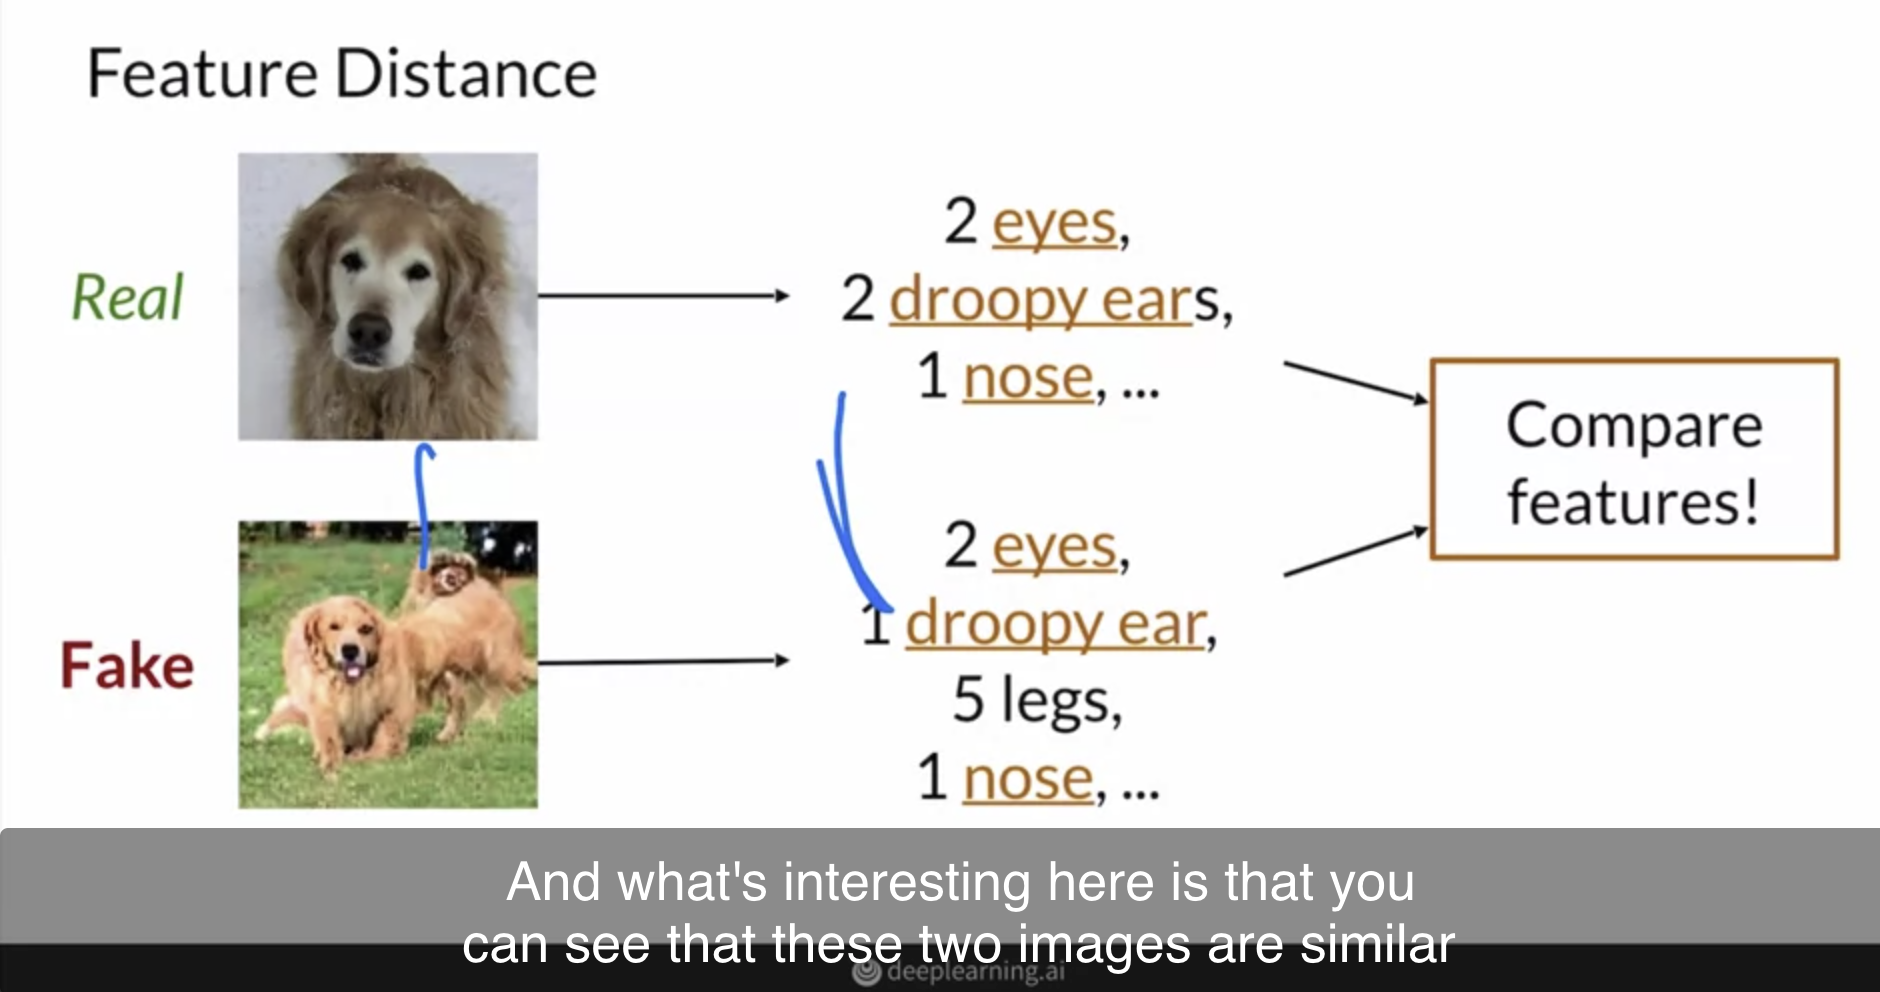 Feature Distance
Real
2 eyes,
2 droopy ears,
1 nose, ...
Fake
2 eyes,
1 droopy ear,
5 legs,
1 nose, ...
Compare
features!
And what's interesting here is that you
can see that these two images are similar
deeplearning.ai